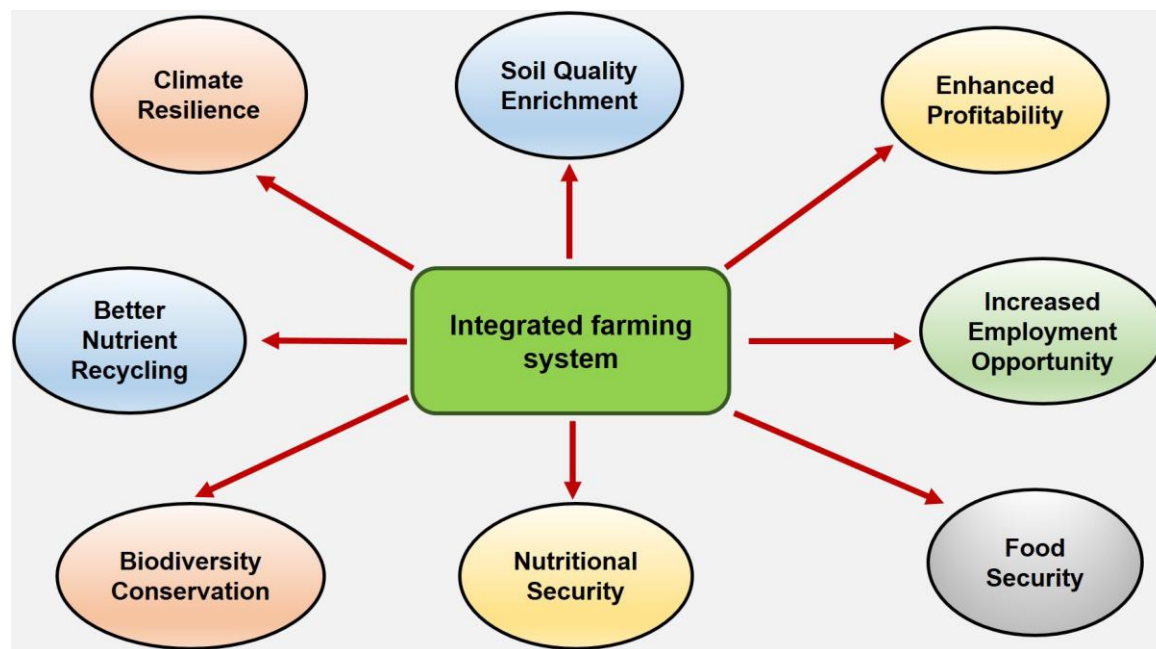 Climate
Resilience
Soil Quality
Enrichment
Enhanced
Profitability
Better
Nutrient
Recycling
Integrated farming
system
Increased
Employment
Opportunity
Biodiversity
Conservation
Nutritional
Security
Food
Security